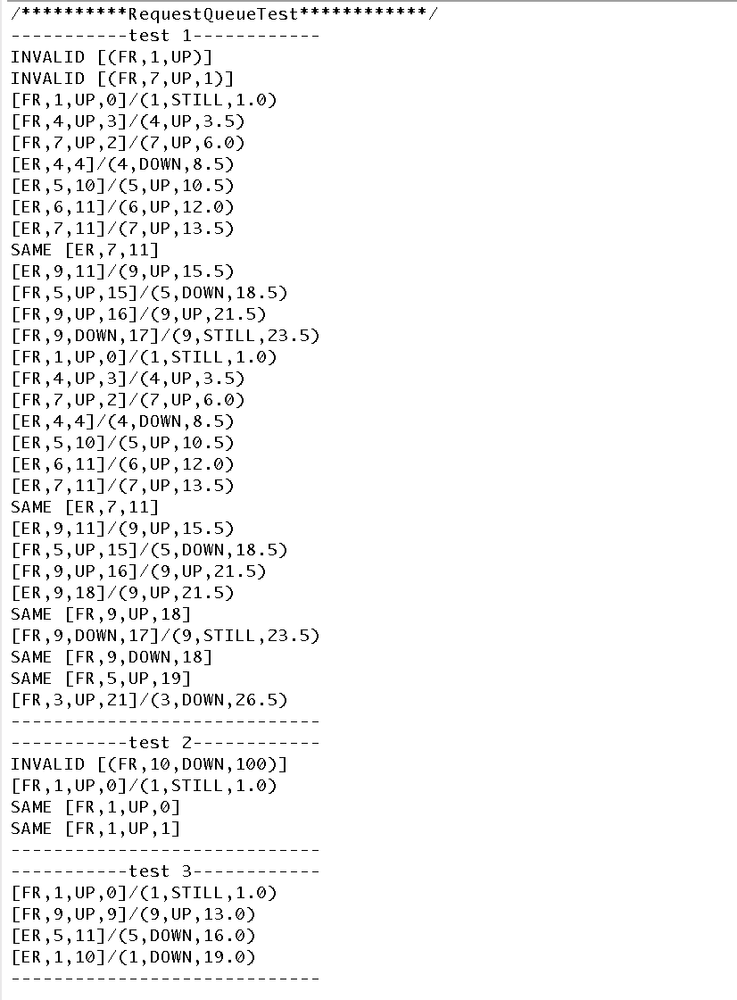 /**********RequestQueueTest************/
-----------test 1------------
INVALID [(FR,1,UP)]
INVALID [(FR,7,UP,1)]
[FR,1,UP,0]/(1,STILL,1.0)
[FR,4,UP,3]/(4,UP,3.5)
[FR,7,UP,2]/(7,UP,6.0)
[ER,4,4]/(4,DOWN,8.5)
[ER,5,10]/(5,UP,10.5)
[ER,6,11]/(6,UP,12.0)
[ER,7,11]/(7,UP,13.5)
SAME [ER,7,11]
[ER,9,11]/(9,UP,15.5)
[FR,5,UP,15]/(5,DOWN,18.5)
[FR,9,UP,16]/(9,UP,21.5)
[FR,9,DOWN,17]/(9,STILL,23.5)
[FR,1,UP,0]/(1,STILL,1.0)
[FR,4,UP,3]/(4,UP,3.5)
[FR,7,UP,2]/(7,UP,6.0)
[ER,4,4]/(4,DOWN,8.5)
[ER,5,10]/(5,UP,10.5)
[ER,6,11]/(6,UP,12.0)
[ER,7,11]/(7,UP,13.5)
SAME [ER,7,11]
[ER,9,11]/(9,UP,15.5)
[FR,5,UP,15]/(5,DOWN,18.5)
[FR,9,UP,16]/(9,UP,21.5)
[ER,9,18]/(9,UP,21.5)
SAME [FR,9,UP,18]
[FR,9,DOWN,17]/(9,STILL,23.5)
SAME [FR,9,DOWN,18]
SAME [FR,5,UP,19]
[FR,3,UP,21]/(3,DOWN,26.5)
-----------------------------
-----------test 2------------
INVALID [(FR,10,DOWN,100)]
[FR,1,UP,0]/(1,STILL,1.0)
SAME [FR,1,UP,0]
SAME [FR,1,UP,1]
-----------------------------
-----------test 3------------
[FR,1,UP,0]/(1,STILL,1.0)
[FR,9,UP,9]/(9,UP,13.0)
[ER,5,11]/(5,DOWN,16.0)
[ER,1,10]/(1,DOWN,19.0)
-----------------------------